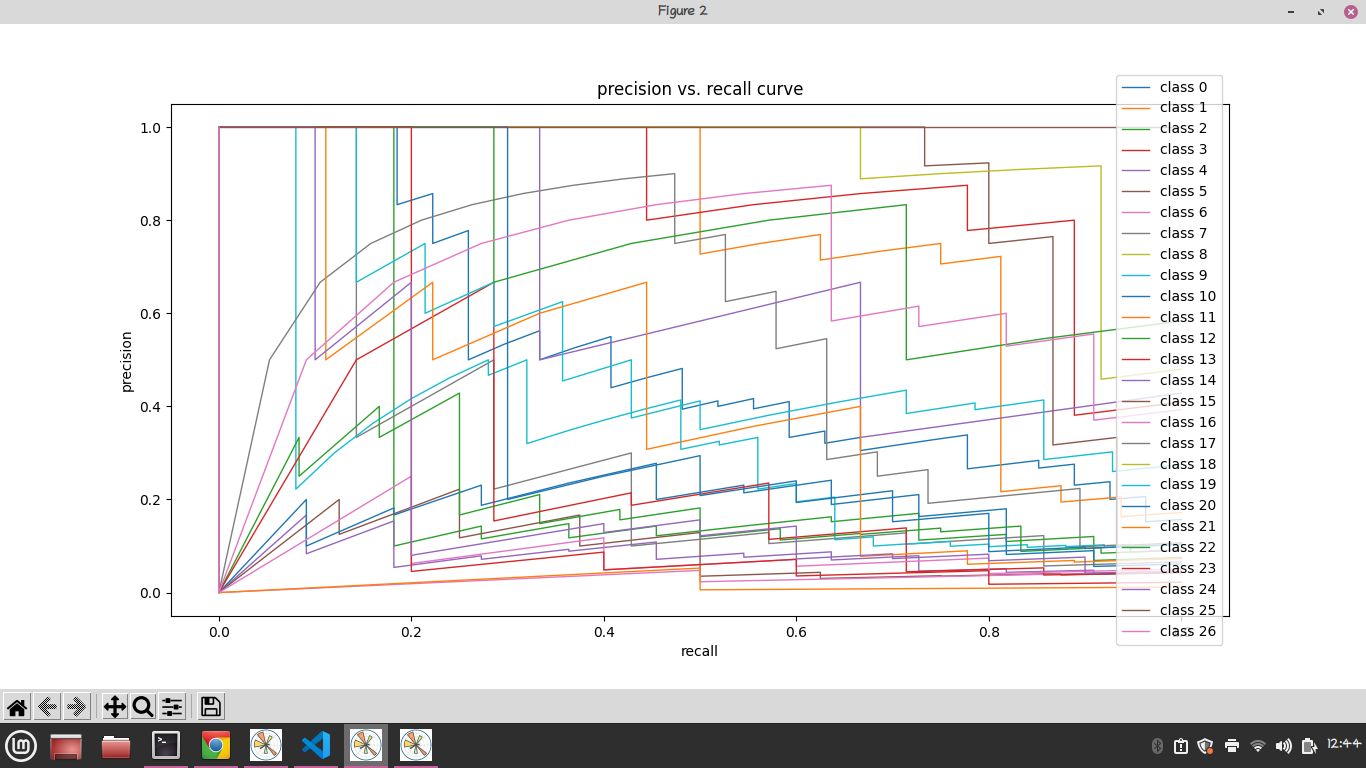 Figure 2
precision vs. recall curve
1.0
0.8
0.6
0.4
0.2
0.0
precision
0.0
0.2
0.4
0.6
0.8
recall
class 0
class 1
class 2
class 3
class 4
class 5
class 6
class 7
class 8
class 9
class 10
class 11
class 12
class 13
class 14
class 15
class 16
class 17
class 18
class 19
class 20
class 21
class 22
class 23
class 24
class 25
class 26
12:44